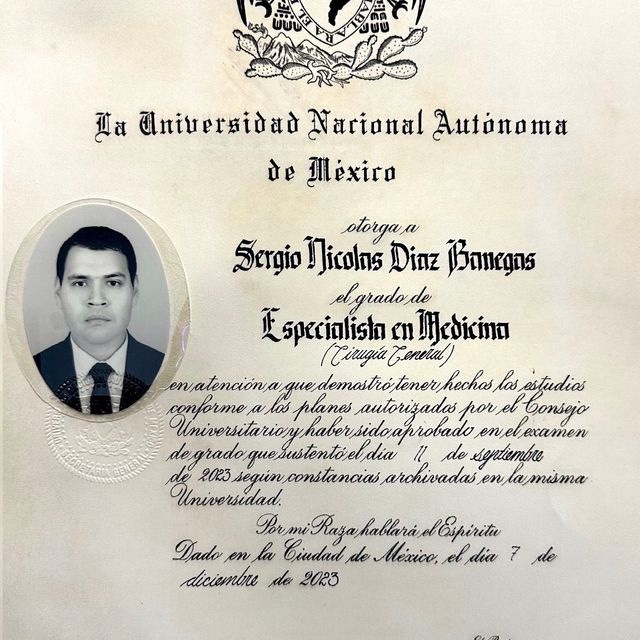 HABLARA EL
La Universidad Nacional Autónoma
de México
otorga a
Sergio Nicolas Diaz Banegas
el grado de
Especialista en Medicina
(Cirugía General)
en atención a que demostró tener hechos los estudios
conforme a los planes autorizados por el Consejo
Universitario y haber sido aprobado en el examen
de grado que sustentó el día 11 de septiembre
de 2023 según constancias archivadas en la misma
Universidad.
Por mi Raza hablará el Espíritu
Dado en la Ciudad de México, el día 7 de
diciembre de 2023